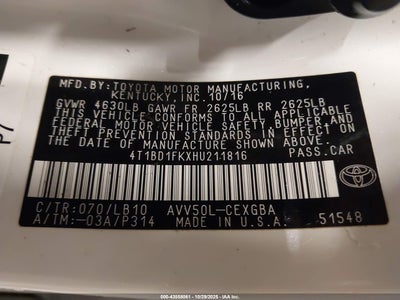 MFD.BY:TOYOTA MOTOR MANUFACTURING,
KENTUCKY,INC.10/16
GVWR 4630LB GAWR FR 2625LB RR 2625LB
THIS VEHICLE CONFORMS TO ALL APPLICABLE
FEDERAL MOTOR VEHICLE SAFETY,BUMPER,AND
THEFT PREVENTION STANDARDS IN EFFECT ON
THE DATE OF MANUFACTURE SHOWN ABOVE.
4T1BD1FKXHU211816 PASS.CAR
C/TR:070/LB10 AVV50L-CEXGBA
A/TM:-03A/P314 MADE IN U.S.A. 51548
TOYOTA
000-43558081 | 10/29/2025 - IAA Inc.